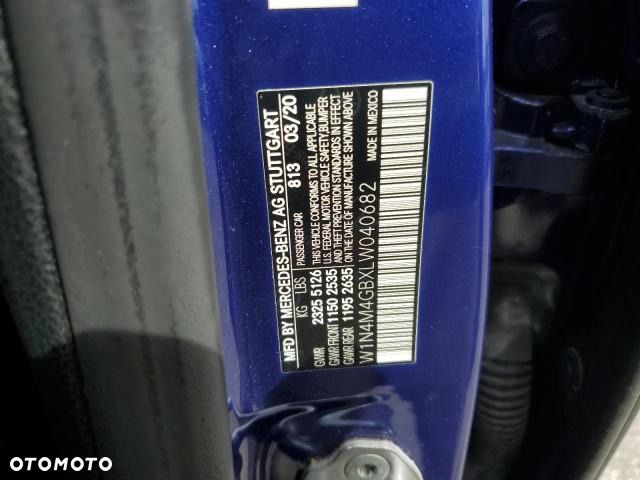 MFD BY MERCEDES-BENZ AG STUTTGART
KG LBS PASSENGER CAR 813 03/20
GVWR 2325 5126 THIS VEHICLE CONFORMS TO ALL APPLICABLE
GAWR FRONT 1150 2535 U.S. FEDERAL MOTOR VEHICLE SAFETY, BUMPER
GAWR REAR 1195 2635 AND THEFT PREVENTION STANDARDS IN EFFECT
ON THE DATE OF MANUFACTURE SHOWN ABOVE
W1N4M4GBXLW040682 MADE IN MEXICO
OTOMOTO